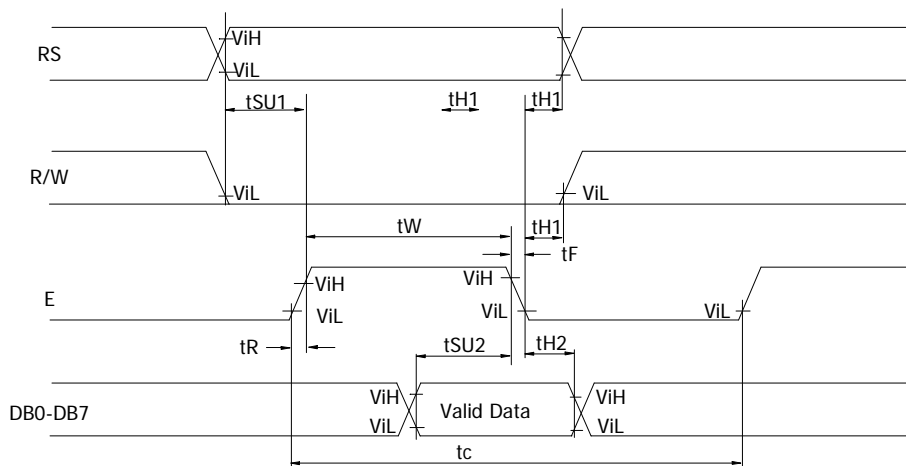 RS
ViH
ViL
tSU1
tH1
tH1
R/W
ViL
ViL
tW
tH1
tF
E
ViH
ViH
ViL
ViL
ViL
tR
tSU2
tH2
DB0-DB7
ViH
ViL
Valid Data
ViH
ViL
tc